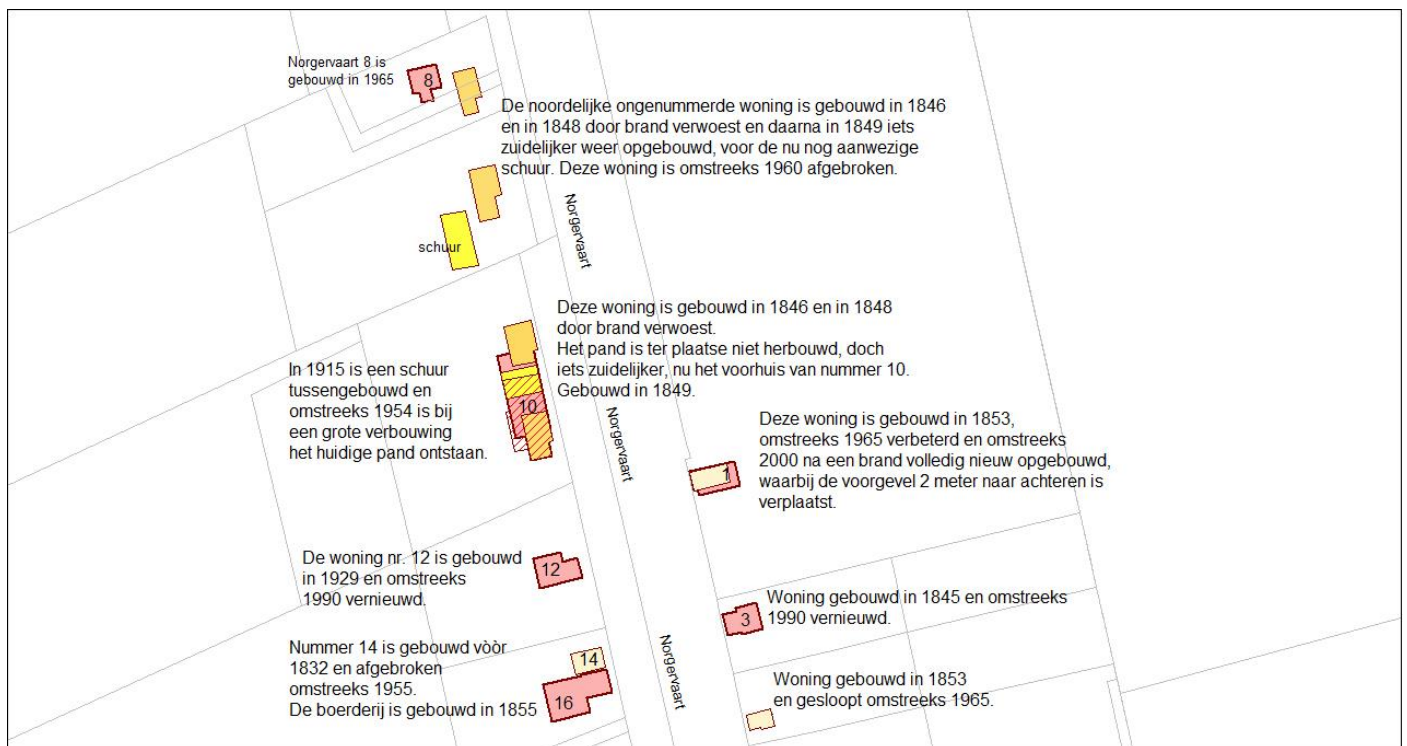 Norgervaart 8 is
gebouwd in 1965
8
De noordelijke ongenummerde woning is gebouwd in 1846
en in 1848 door brand verwoest en daarna in 1849 iets
zuidelijker weer opgebouwd, voor de nu nog aanwezige
schuur. Deze woning is omstreeks 1960 afgebroken.
schuur
Norgervaart
Deze woning is gebouwd in 1846 en in 1848
door brand verwoest.
Het pand is ter plaatse niet herbouwd, doch
iets zuidelijker, nu het voorhuis van nummer 10.
Gebouwd in 1849.
In 1915 is een schuur
tussengebouwd en
omstreeks 1954 is bij
een grote verbouwing
het huidige pand ontstaan.
10
Norgervaart
Deze woning is gebouwd in 1853,
omstreeks 1965 verbeterd en omstreeks
2000 na een brand volledig nieuw opgebouwd,
waarbij de voorgevel 2 meter naar achteren is
verplaatst.
1
De woning nr. 12 is gebouwd
in 1929 en omstreeks
1990 vernieuwd.
12
Woning gebouwd in 1845 en omstreeks
1990 vernieuwd.
3
Nummer 14 is gebouwd vòòr
1832 en afgebroken
omstreeks 1955.
De boerderij is gebouwd in 1855
14
16
Norgervaart
Woning gebouwd in 1853
en gesloopt omstreeks 1965.